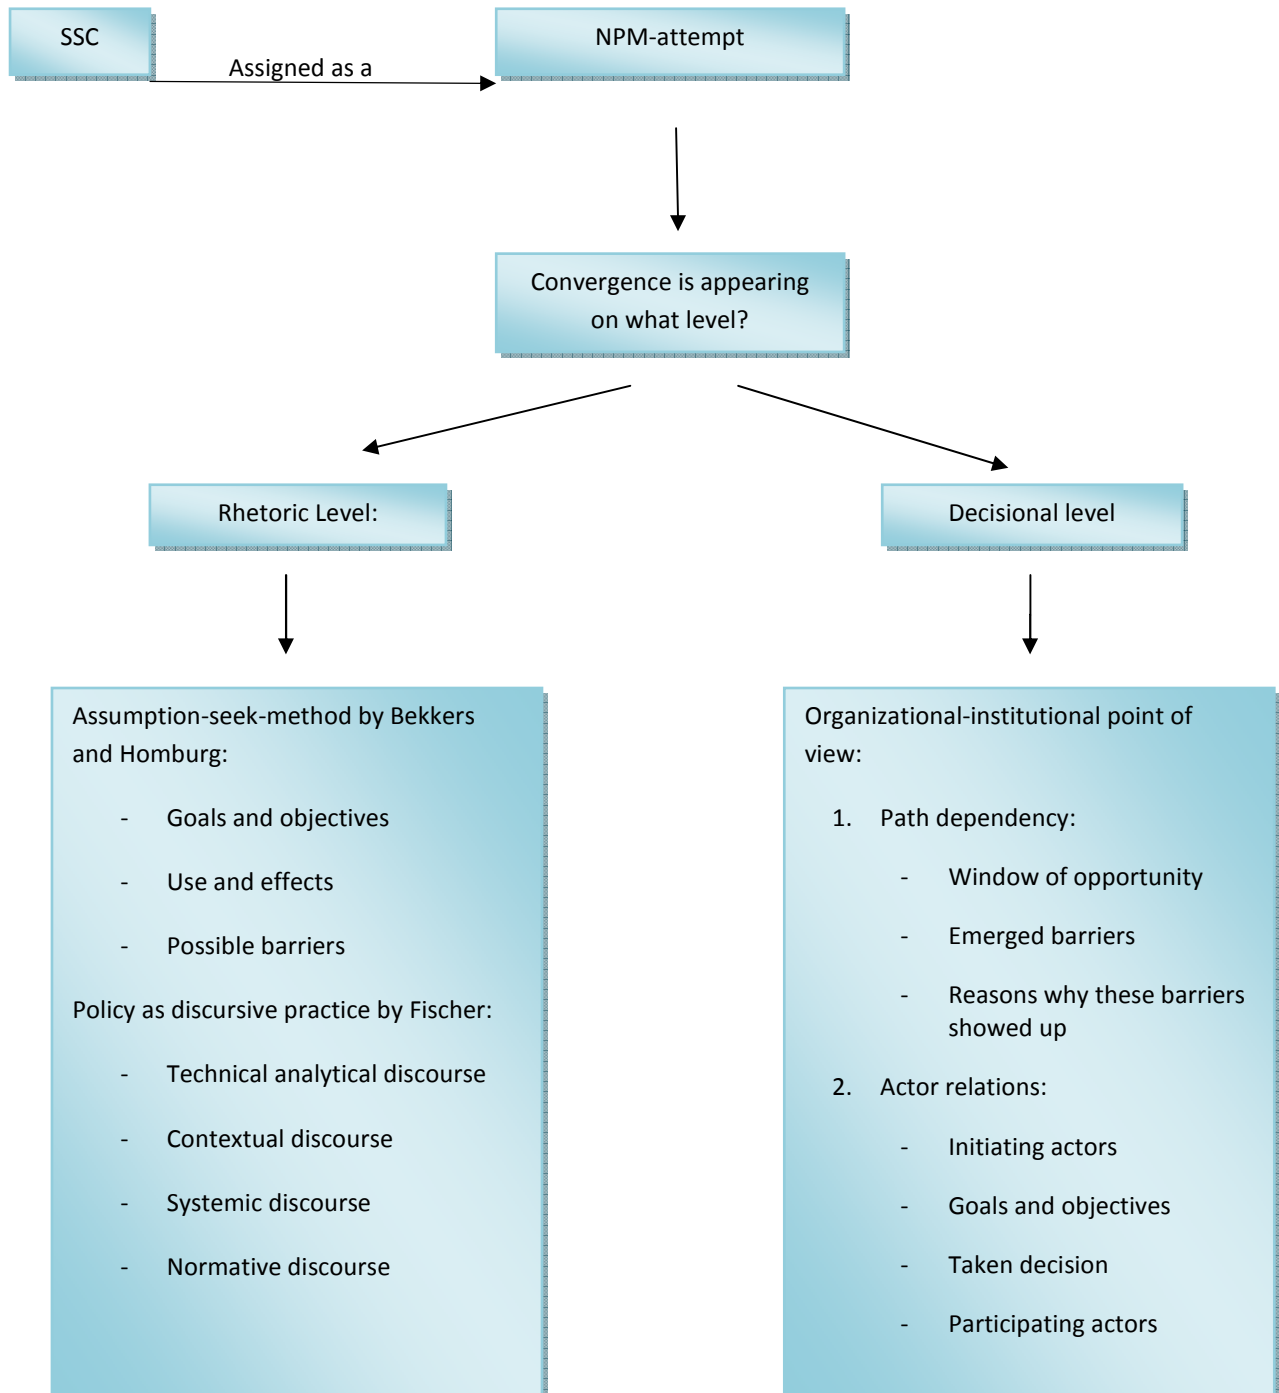 SSC
NPM-attempt
Assigned as a
Convergence is appearing
on what level?
Rhetoric Level:
Decisional level
Assumption-seek-method by Bekkers
and Homburg:
- Goals and objectives
- Use and effects
- Possible barriers
Policy as discursive practice by Fischer:
- Technical analytical discourse
- Contextual discourse
- Systemic discourse
- Normative discourse
Organizational-institutional point of
view:
1. Path dependency:
- Window of opportunity
- Emerged barriers
- Reasons why these barriers
showed up
2. Actor relations:
- Initiating actors
- Goals and objectives
- Taken decision
- Participating actors